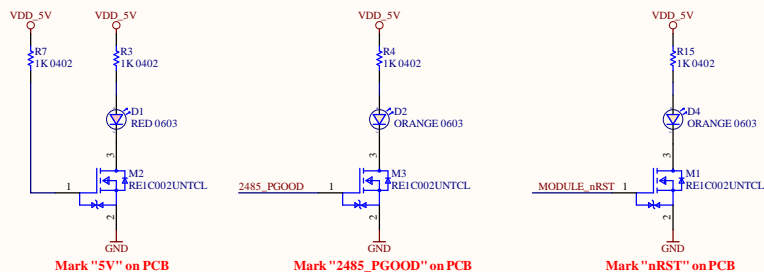 VDD_5V
VDD_5V
R7
1K 0402
R3
1K 0402
D1
RED 0603
3
M2
RE1C002UNTCL
1
2
GND
Mark "5V" on PCB
VDD_5V
R4
1K 0402
D2
ORANGE 0603
3
M3
RE1C002UNTCL
2485_PGOOD
1
2
GND
Mark "2485_PGOOD" on PCB
VDD_5V
R15
1K 0402
D4
ORANGE 0603
3
M1
RE1C002UNTCL
MODULE_nRST
1
2
GND
Mark "nRST" on PCB